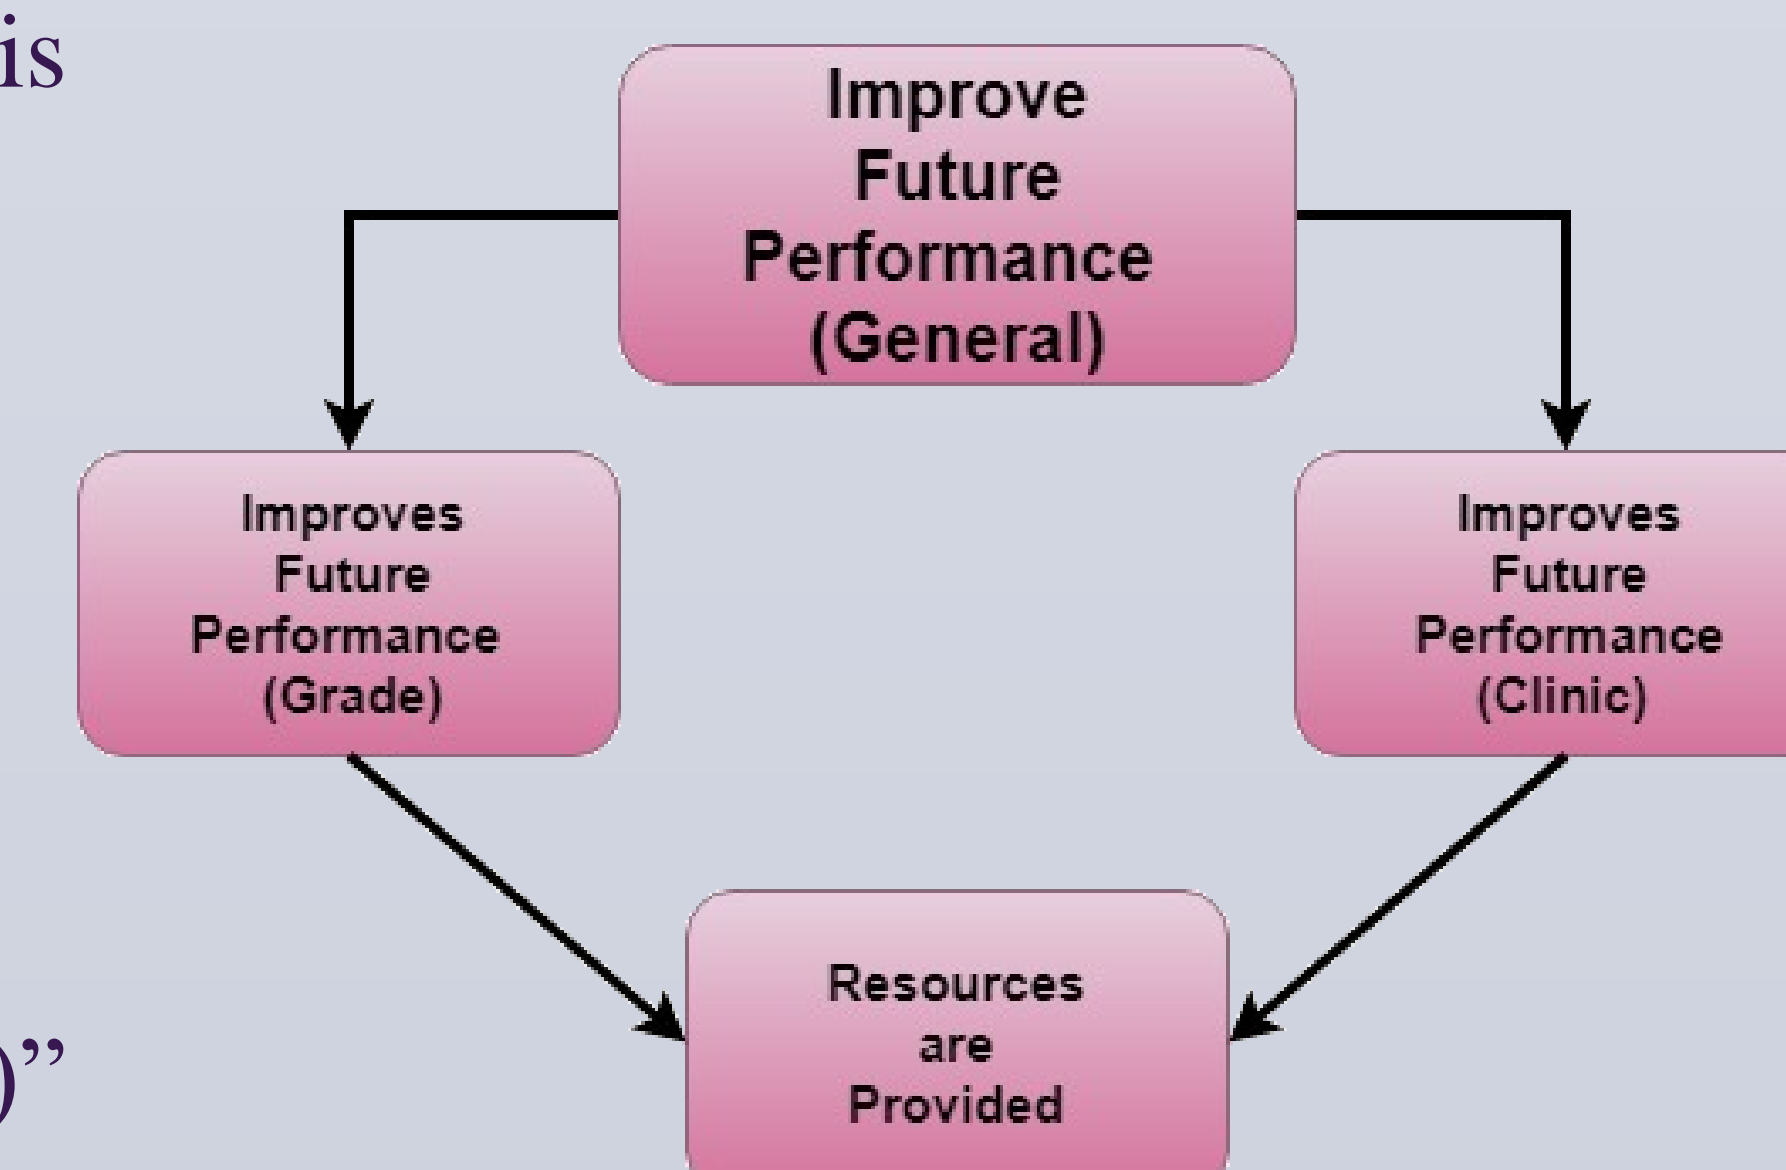 is
Improve
Future
Performance
(General)
Improves
Future
Performance
(Grade)
Improves
Future
Performance
(Clinic)
)”
Resources
are
Provided